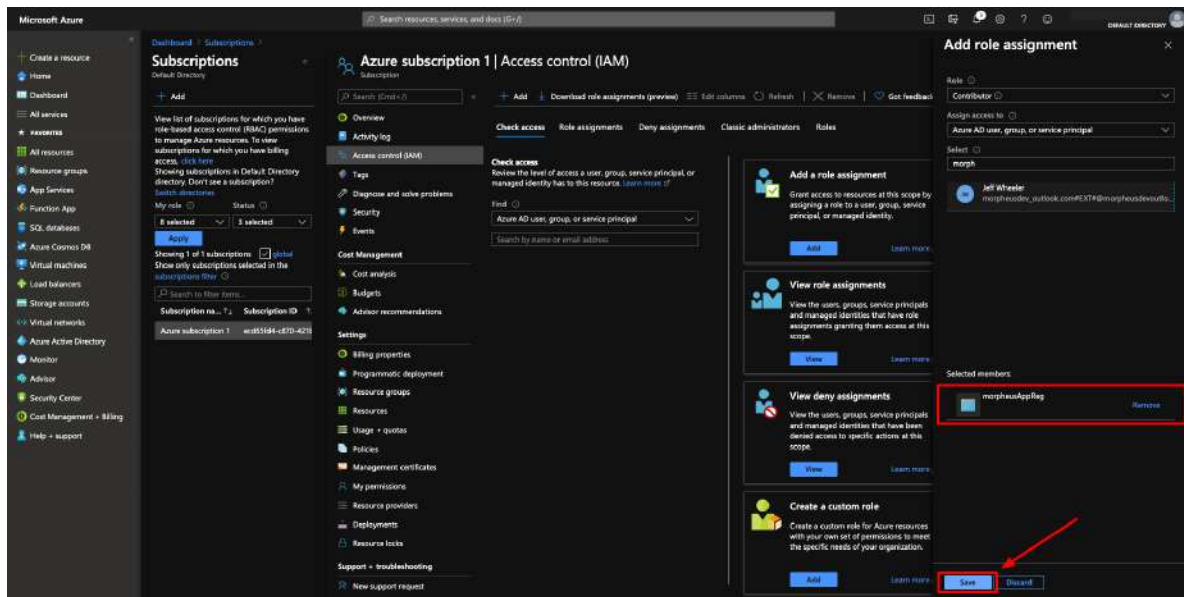 Microsoft Azure
Search resources, services, and docs (G+/)
DEFAULT DIRECTORY
Create a resource
Home
Dashboard
All services
FAVORITES
All resources
Resource groups
App Services
Function App
SQL databases
Azure Cosmos DB
Virtual machines
Load balancers
Storage accounts
Virtual networks
Azure Active Directory
Monitor
Advisor
Security Center
Cost Management + Billing
Help + support
Dashboard > Subscriptions >
Subscriptions
Default Directory
+ Add
View list of subscriptions for which you have
role-based access control (RBAC) permissions
to manage Azure resources. To view
subscriptions for which you have billing
access, click here
Showing subscriptions in Default Directory
directory. Don't see a subscription?
Switch directories
My role Status
8 selected 3 selected
Apply
Showing 1 of 1 subscriptions global
Show only subscriptions selected in the
subscriptions filter
Search to filter items...
Subscription na... Subscription ID
Azure subscription 1
Azure subscription 1 | Access control (IAM)
Subscription
Search (Cmd+/)
Overview
Activity log
Access control (IAM)
Tags
Diagnose and solve problems
Security
Events
Cost Management
Cost analysis
Budgets
Advisor recommendations
Settings
Billing properties
Programmatic deployment
Resource groups
Resources
Usage + quotas
Policies
Management certificates
My permissions
Resource providers
Deployments
Resource locks
Support + troubleshooting
New support request
+ Add Download role assignments (preview) Edit columns Refresh Remove Got feedback
Check access Role assignments Deny assignments Classic administrators Roles
Check access
Review the level of access a user, group, service principal, or
managed identity has to this resource. Learn more
Find
Azure AD user, group, or service principal
Search by name or email address
Add a role assignment
Grant access to resources at this scope by
assigning a role to a user, group, service
principal, or managed identity.
Add Learn more
View role assignments
View the users, groups, service principals
and managed identities that have role
assignments granting them access at this
scope.
View Learn more
View deny assignments
View the users, groups, service principals
and managed identities that have been
denied access to specific actions at this
scope.
View Learn more
Create a custom role
Create a custom role for Azure resources
with your own set of permissions to meet
the specific needs of your organization.
Add Learn more
Add role assignment
Role
Contributor
Assign access to
Azure AD user, group, or service principal
Select
morph
Jeff Wheeler
morpheusdev_outlook.com#EXT#@morpheusdevoutlo...
Selected members:
morpheusAppReg
Remove
Save Discard